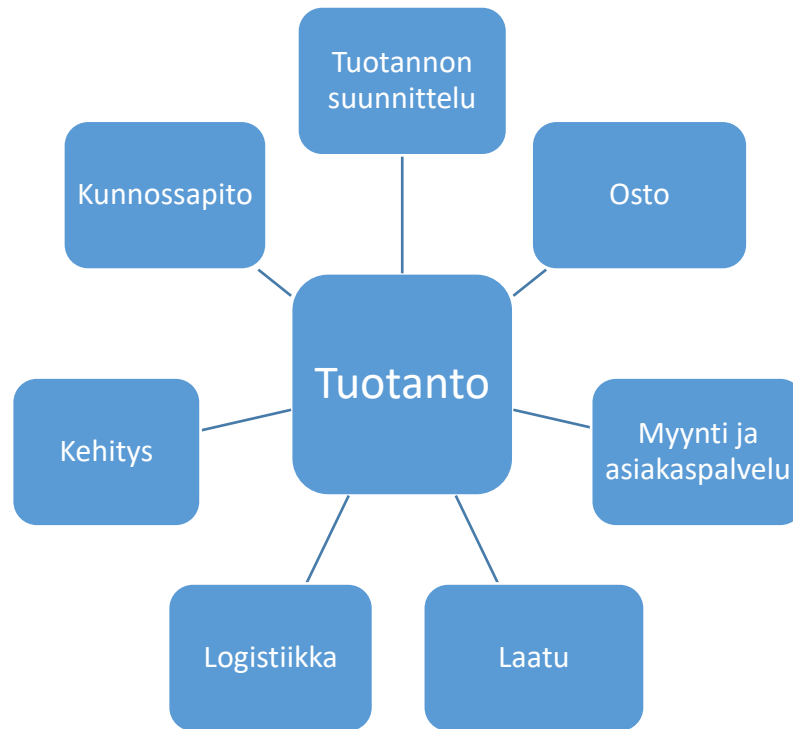 Tuotannon
suunnittelu
Kunnossapito
Osto
Tuotanto
Kehitys
Myynti ja
asiakaspalvelu
Logistiikka
Laatu